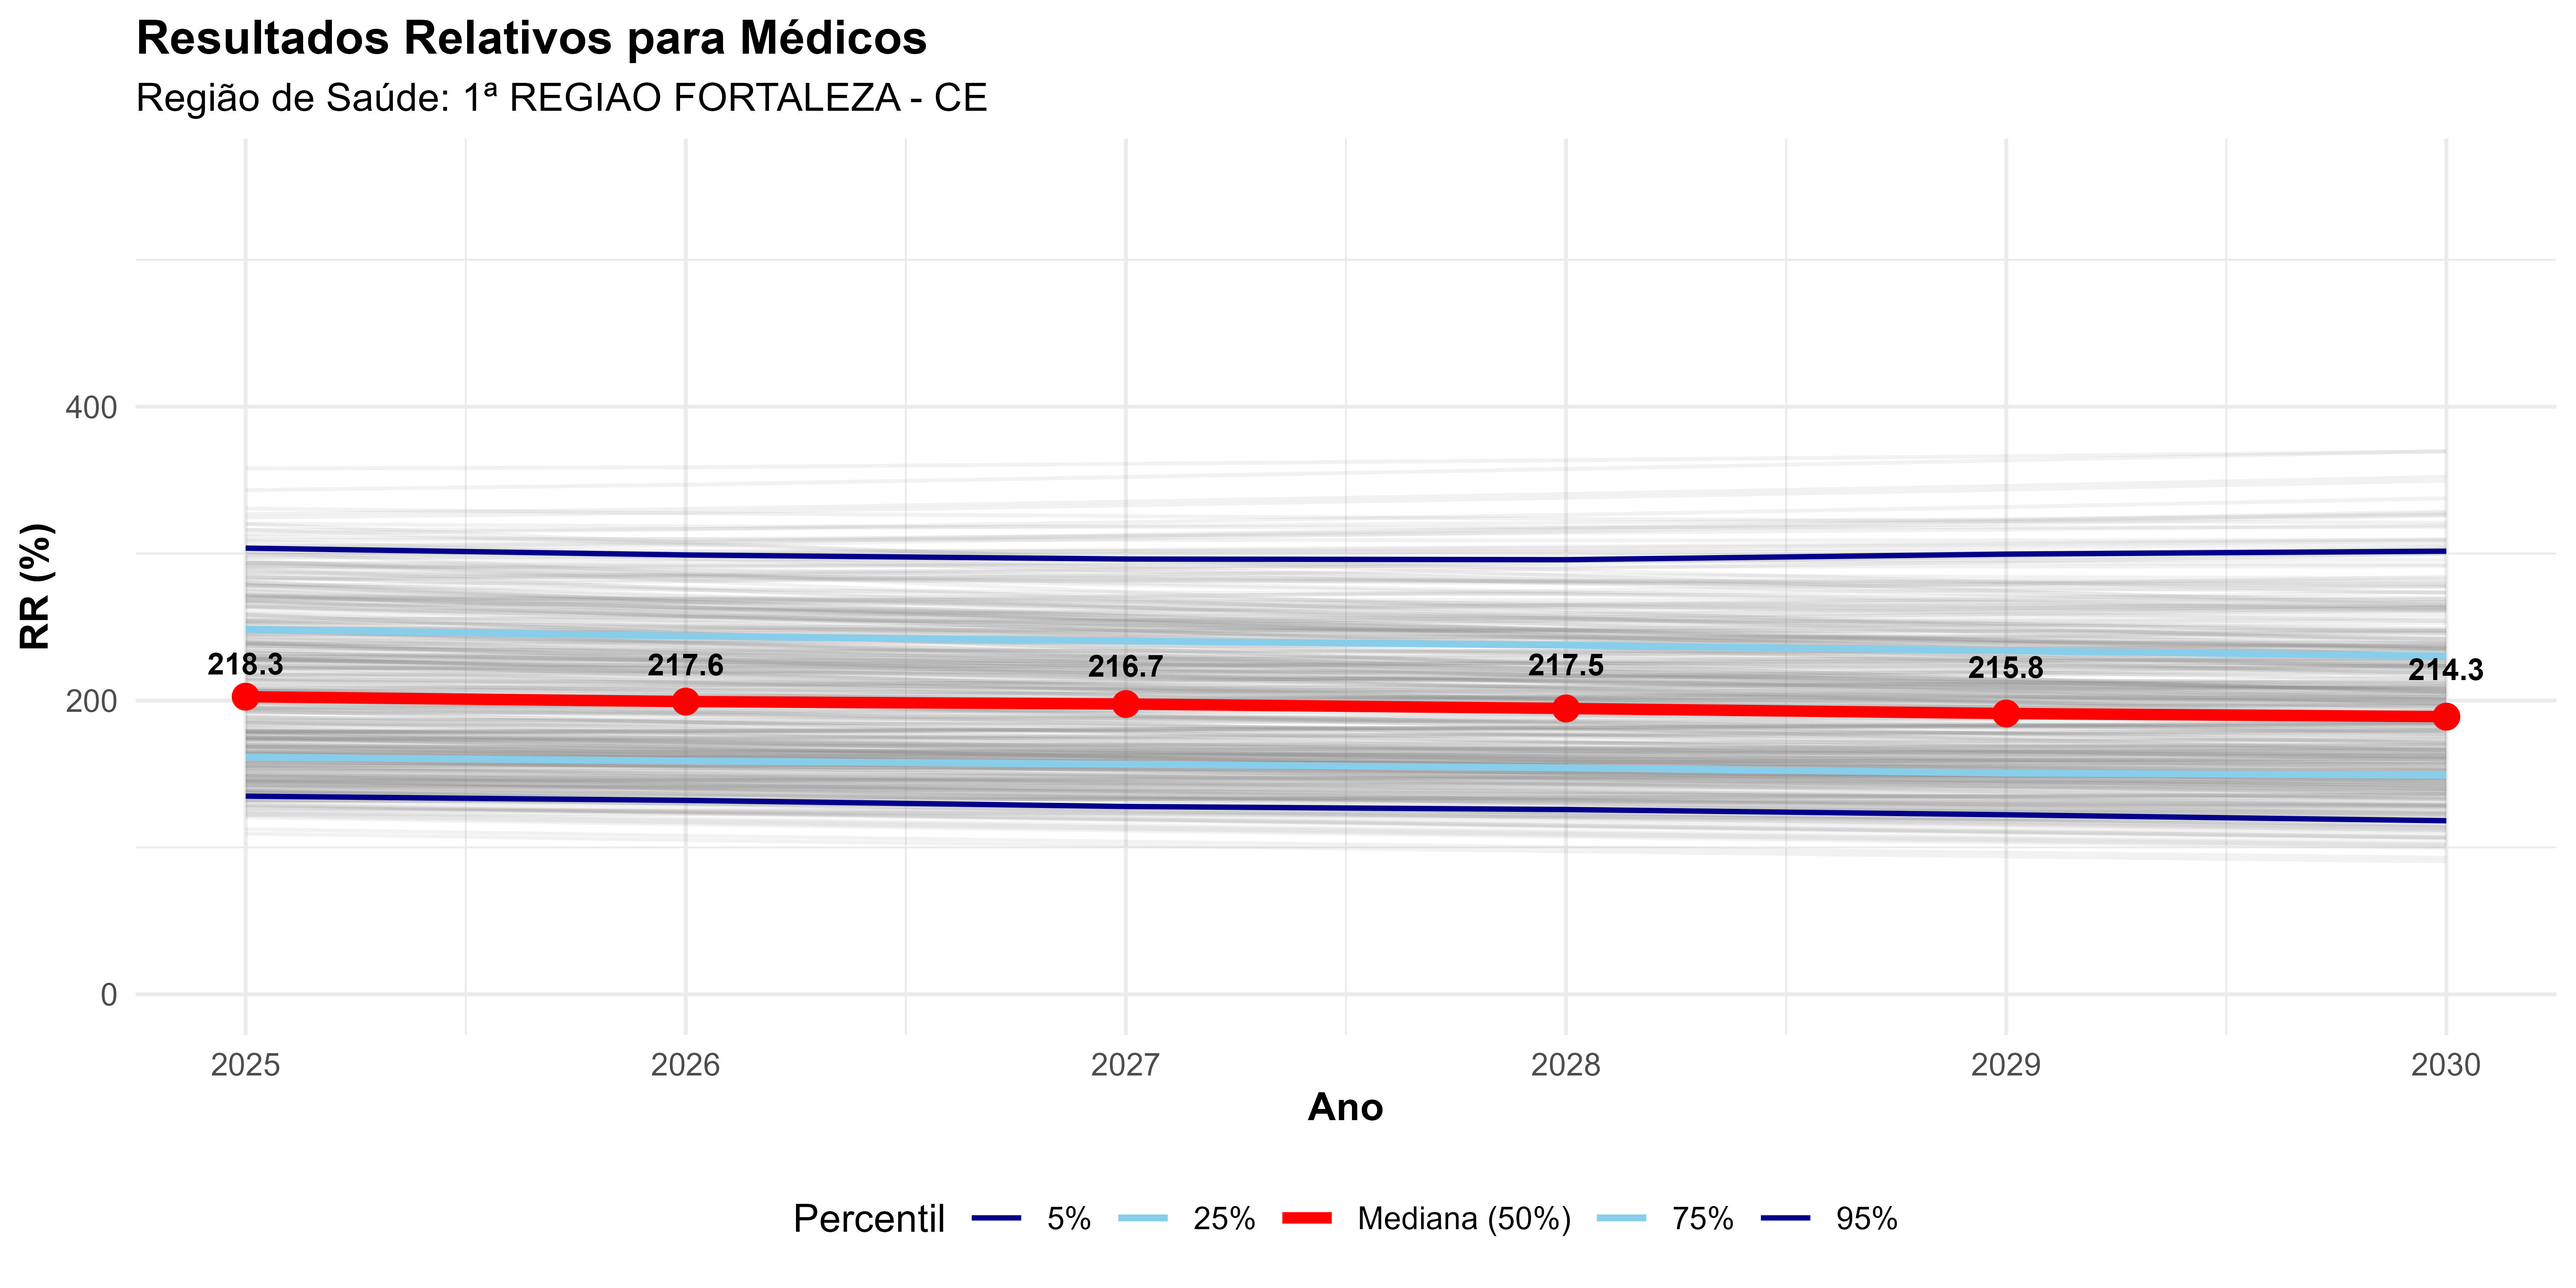 Resultados Relativos para Médicos
Região de Saúde: 1ª REGIAO FORTALEZA - CE
RR (%)
400
200
0
218.3 217.6 216.7 217.5 215.8 214.3
2025 2026 2027 2028 2029 2030
Ano
Percentil 5% 25% Mediana (50%) 75% 95%